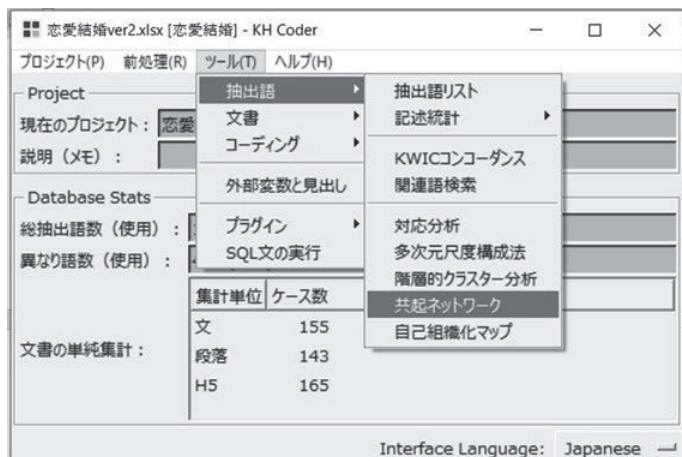 恋愛結婚ver2.xlsx [恋愛結婚] - KH Coder
プロジェクト(P) 前処理(R) ツール(T) ヘルプ(H)
Project
現在のプロジェクト： 恋愛
説明（メモ）：
Database Stats
総抽出語数（使用）：
異なり語数（使用）：
文書の単純集計：
集計単位 ケース数
文 155
段落 143
H5 165
抽出語
文書
コーディング
外部変数と見出し
プラグイン
SQL文の実行
抽出語リスト
記述統計
KWICコンコーダンス
関連語検索
対応分析
多次元尺度構成法
階層的クラスター分析
共起ネットワーク
自己組織化マップ
Interface Language: Japanese